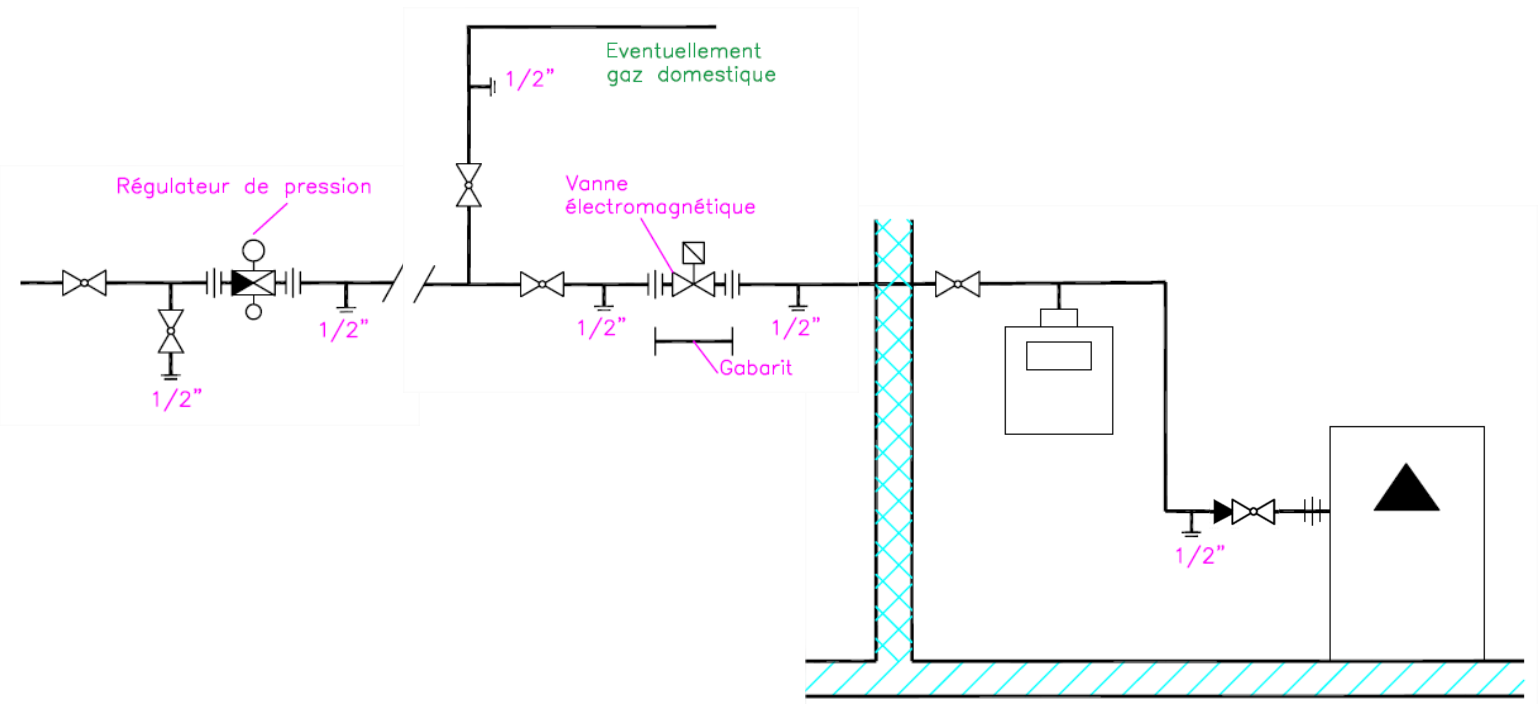 Eventuellement
gaz domestique
1/2"
Régulateur de pression
Vanne
électromagnétique
1/2"
1/2"
1/2"
Gabarit
1/2"
1/2"